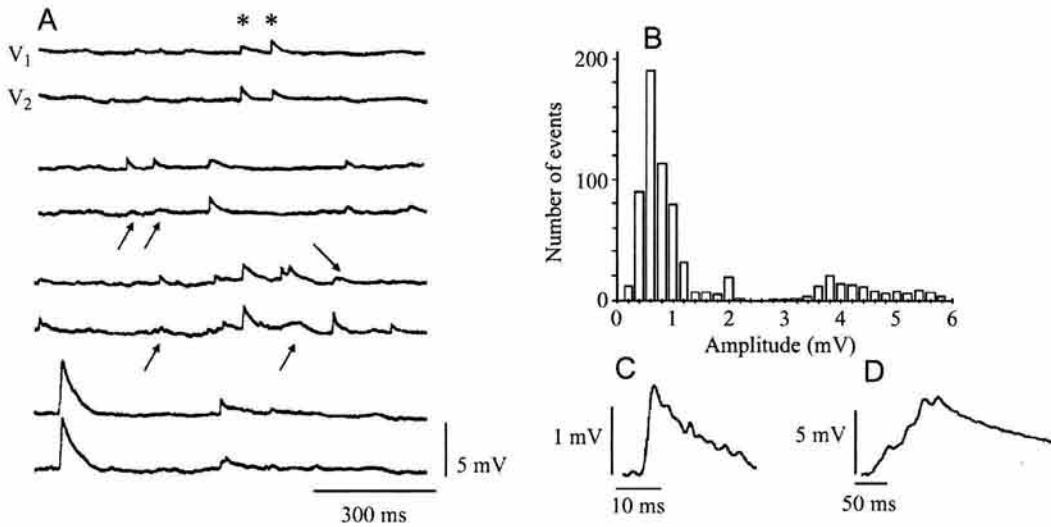 A
* *
V1
V2
5 mV
300 ms
B
Number of events
200
100
0
0 1 2 3 4 5 6
Amplitude (mV)
C
1 mV
10 ms
D
5 mV
50 ms